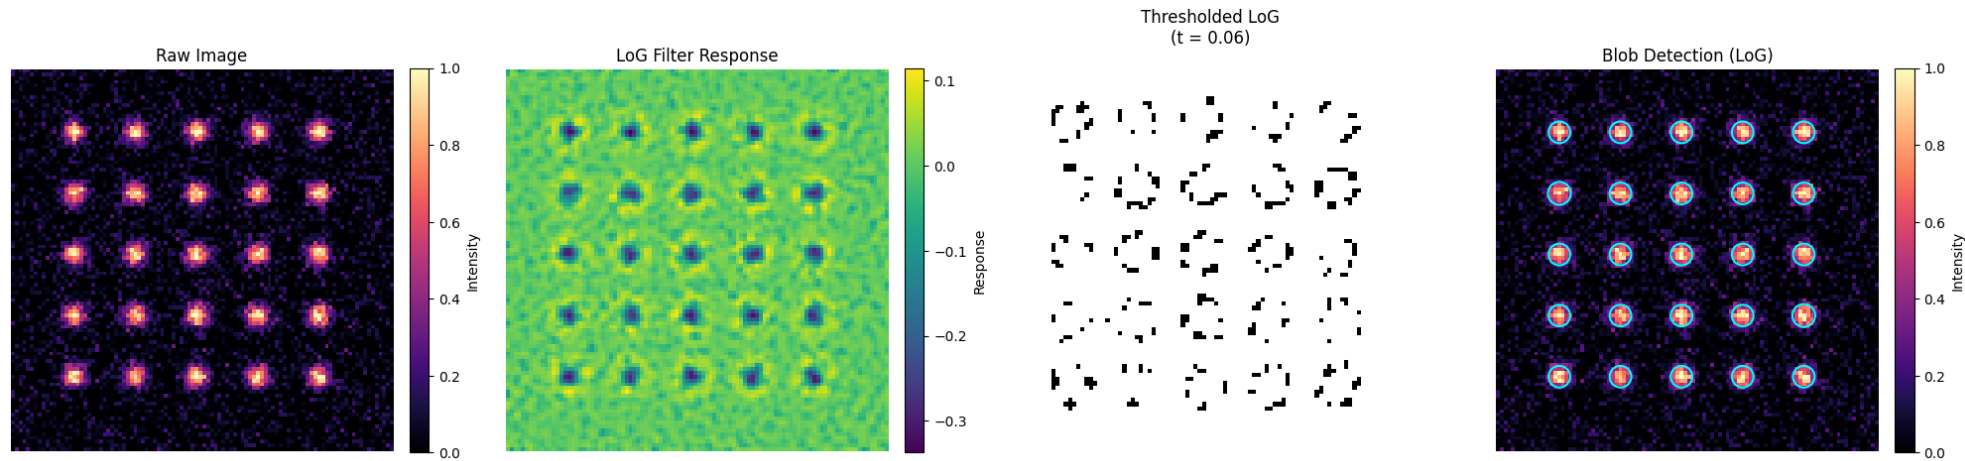 Raw Image
1.0
0.8
0.6
0.4
0.2
0.0
Intensity
LoG Filter Response
0.1
0.0
−0.1
−0.2
−0.3
Response
Thresholded LoG
(t = 0.06)
Blob Detection (LoG)
1.0
0.8
0.6
0.4
0.2
0.0
Intensity